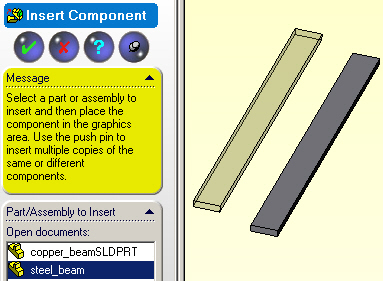 Insert Component
?
Message
Select a part or assembly to
insert and then place the
component in the graphics
area. Use the push pin to
insert multiple copies of the
same or different
components.
Part/Assembly to Insert
Open documents:
copper_beamSLDPRT
steel_beam